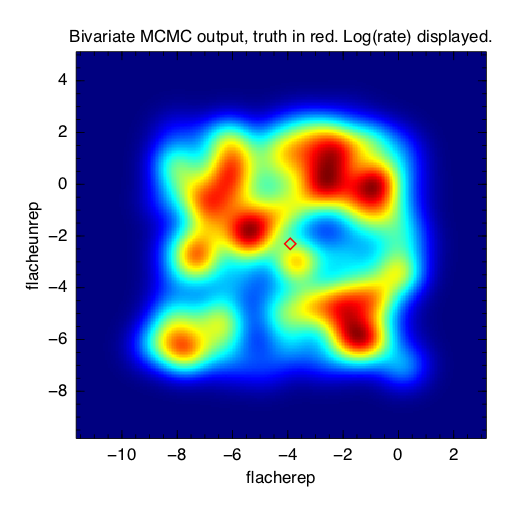 Bivariate MCMC output, truth in red. Log(rate) displayed.
4
2
0
−2
−4
−6
−8
flacheunrep
−10 −8 −6 −4 −2 0 2
flacherep